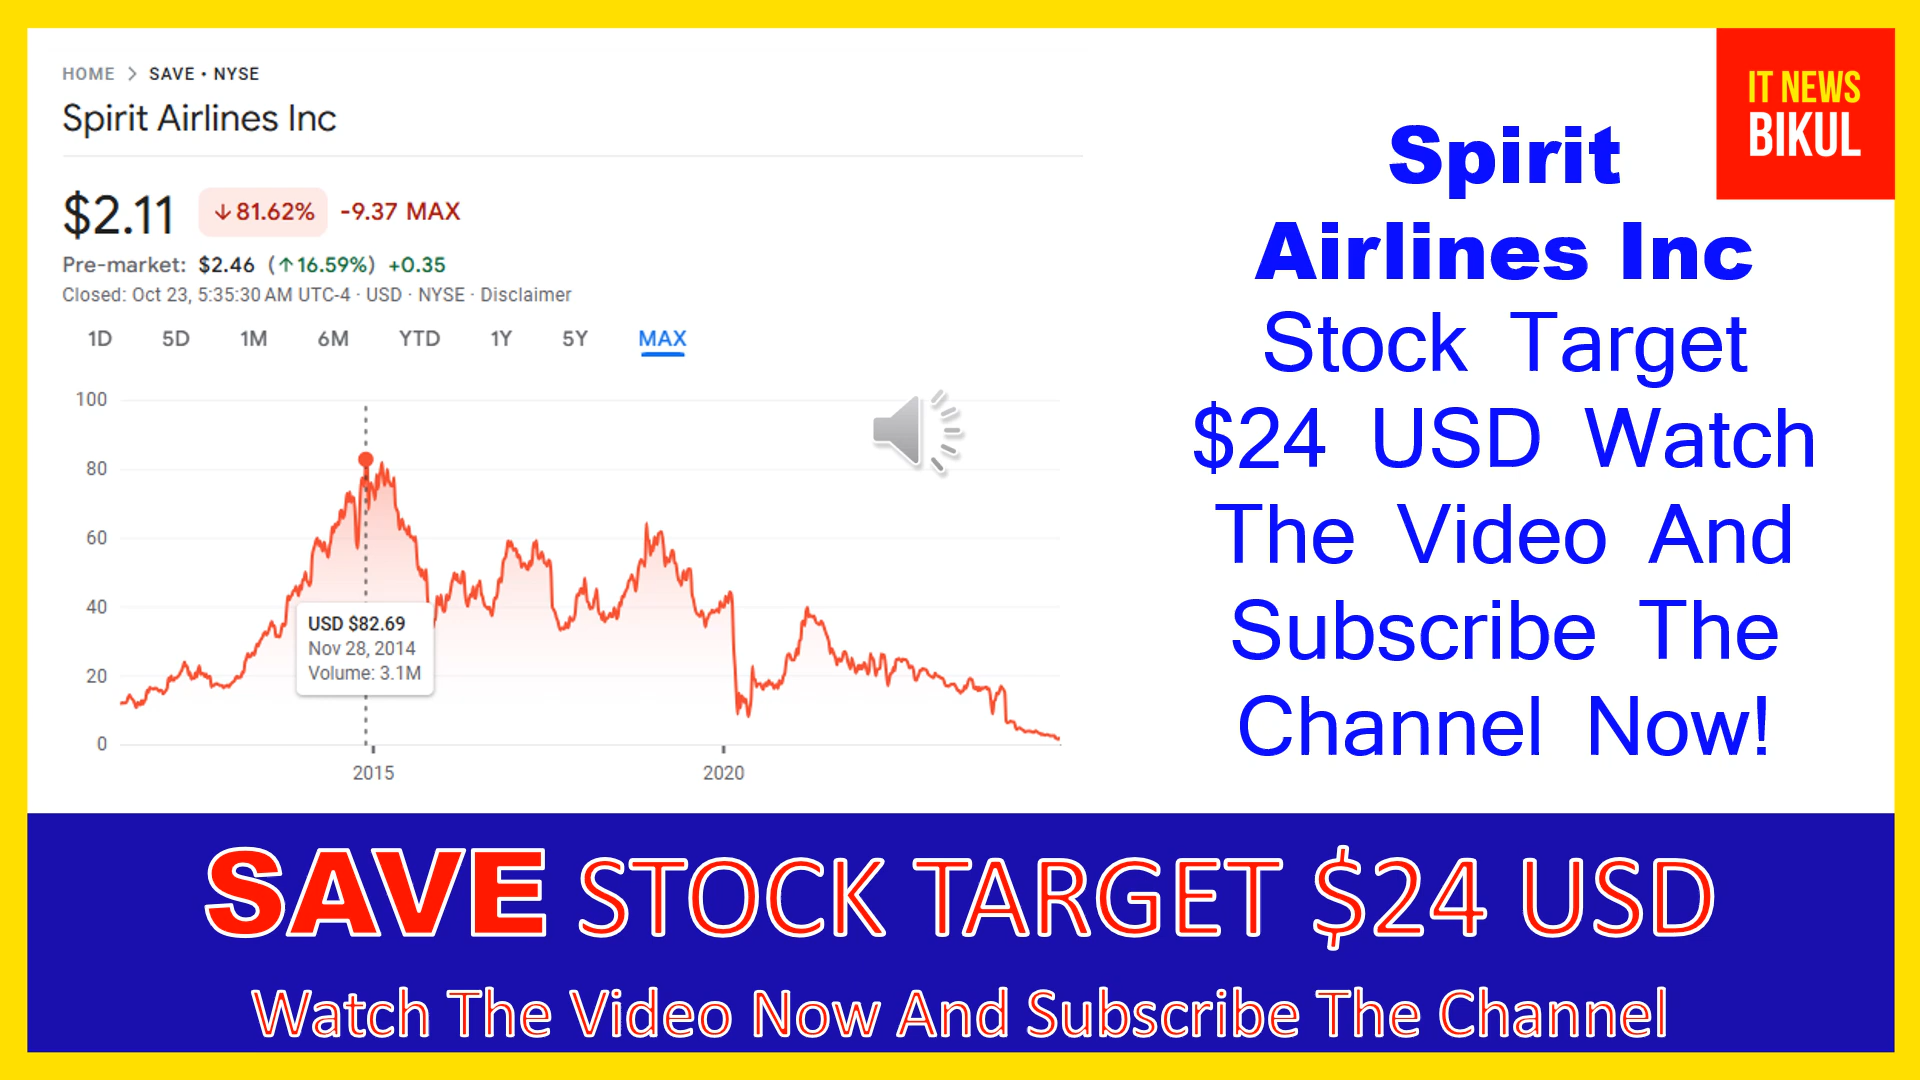 HOME > SAVE • NYSE
Spirit Airlines Inc
$2.11 ↓81.62% -9.37 MAX
Pre-market: $2.46 (↑16.59%) +0.35
Closed: Oct 23, 5:35:30 AM UTC-4 · USD · NYSE · Disclaimer
1D 5D 1M 6M YTD 1Y 5Y MAX
100
80
60
40
20
0
USD $82.69
Nov 28, 2014
Volume: 3.1M
2015 2020
IT NEWS
BIKUL
Spirit
Airlines Inc
Stock Target
$24 USD Watch
The Video And
Subscribe The
Channel Now!
SAVE STOCK TARGET $24 USD
Watch The Video Now And Subscribe The Channel